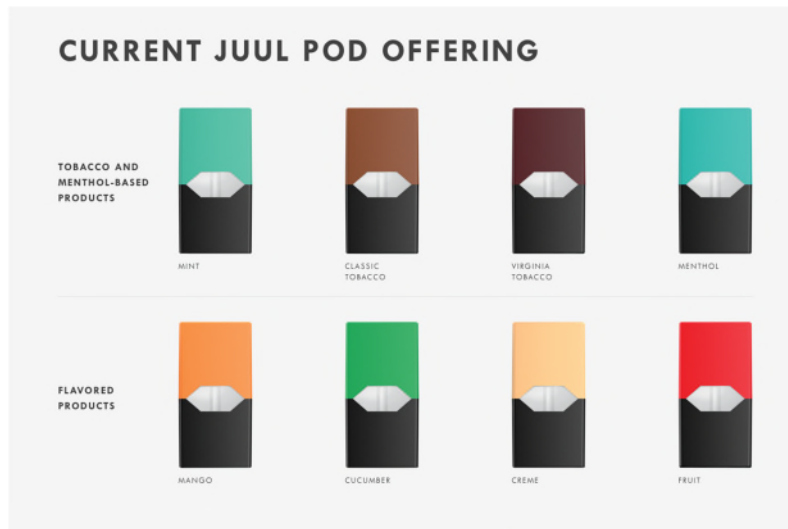 CURRENT JUUL POD OFFERING
TOBACCO AND
MENTHOL-BASED
PRODUCTS
MINT
CLASSIC
TOBACCO
VIRGINIA
TOBACCO
MENTHOL
FLAVORED
PRODUCTS
MANGO
CUCUMBER
CREME
FRUIT